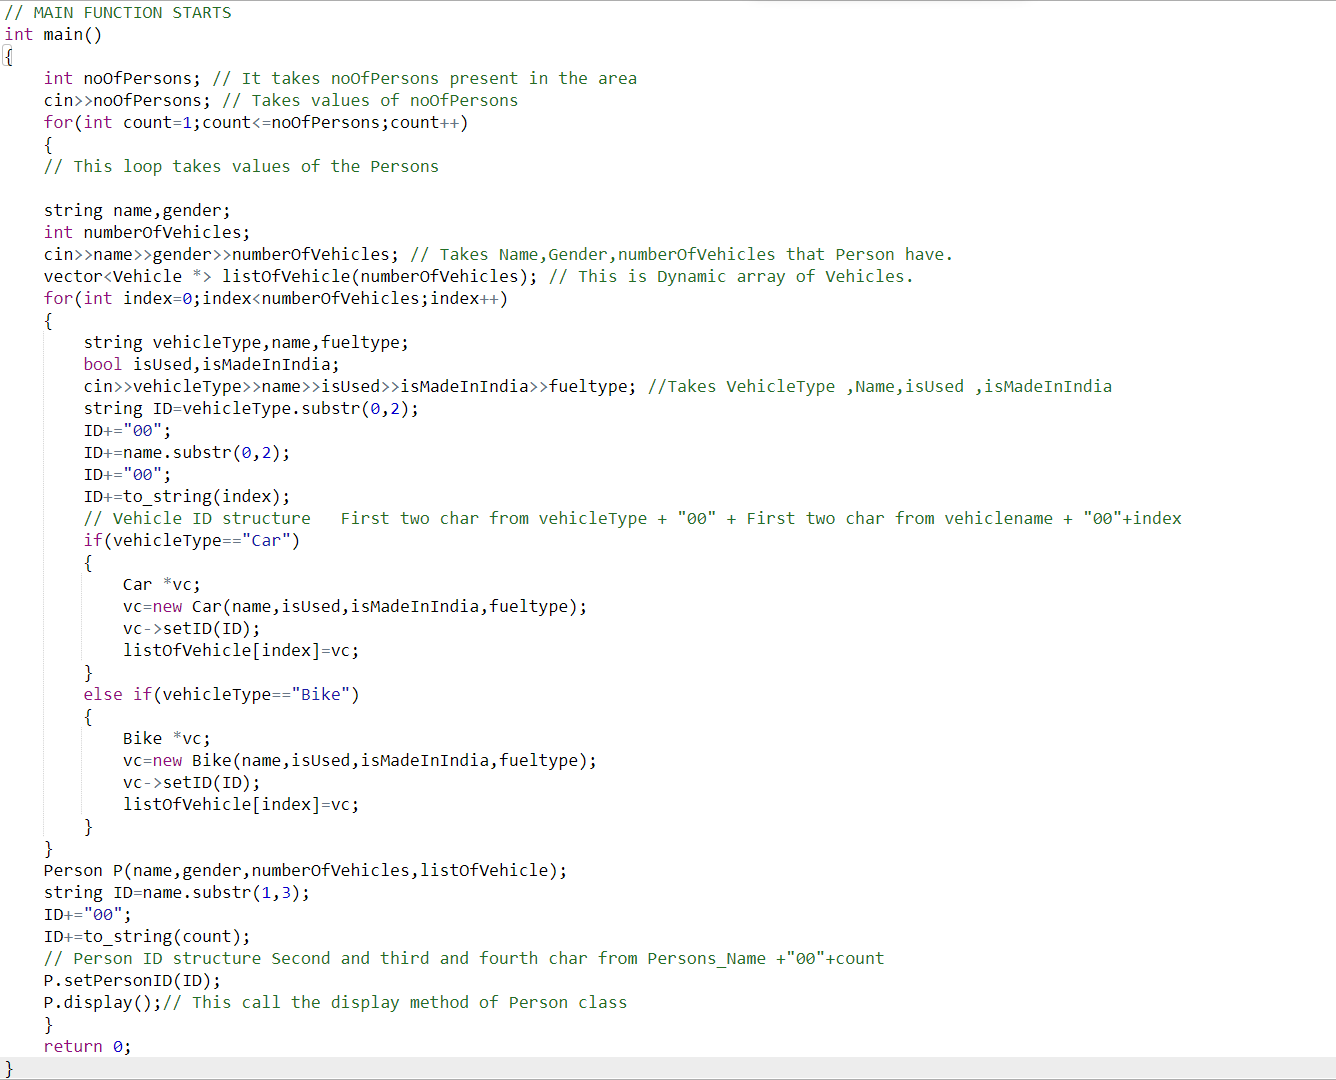 // MAIN FUNCTION STARTS
int main()
{
    int noOfPersons; // It takes noOfPersons present in the area
    cin>>noOfPersons; // Takes values of noOfPersons
    for(int count=1;count<=noOfPersons;count++)
    {
    // This loop takes values of the Persons

    string name,gender;
    int numberOfVehicles;
    cin>>name>>gender>>numberOfVehicles; // Takes Name,Gender,numberOfVehicles that Person have.
    vector<Vehicle *> listOfVehicle(numberOfVehicles); // This is Dynamic array of Vehicles.
    for(int index=0;index<numberOfVehicles;index++)
    {
        string vehicleType,name,fueltype;
        bool isUsed,isMadeInIndia;
        cin>>vehicleType>>name>>isUsed>>isMadeInIndia>>fueltype; //Takes VehicleType ,Name,isUsed ,isMadeInIndia
        string ID=vehicleType.substr(0,2);
        ID+="00";
        ID+=name.substr(0,2);
        ID+="00";
        ID+=to_string(index);
        // Vehicle ID structure   First two char from vehicleType + "00" + First two char from vehiclename + "00"+index
        if(vehicleType=="Car")
        {
            Car *vc;
            vc=new Car(name,isUsed,isMadeInIndia,fueltype);
            vc->setID(ID);
            listOfVehicle[index]=vc;
        }
        else if(vehicleType=="Bike")
        {
            Bike *vc;
            vc=new Bike(name,isUsed,isMadeInIndia,fueltype);
            vc->setID(ID);
            listOfVehicle[index]=vc;
        }
    }
    Person P(name,gender,numberOfVehicles,listOfVehicle);
    string ID=name.substr(1,3);
    ID+="00";
    ID+=to_string(count);
    // Person ID structure Second and third and fourth char from Persons_Name +"00"+count
    P.setPersonID(ID);
    P.display();// This call the display method of Person class
    }
    return 0;
}